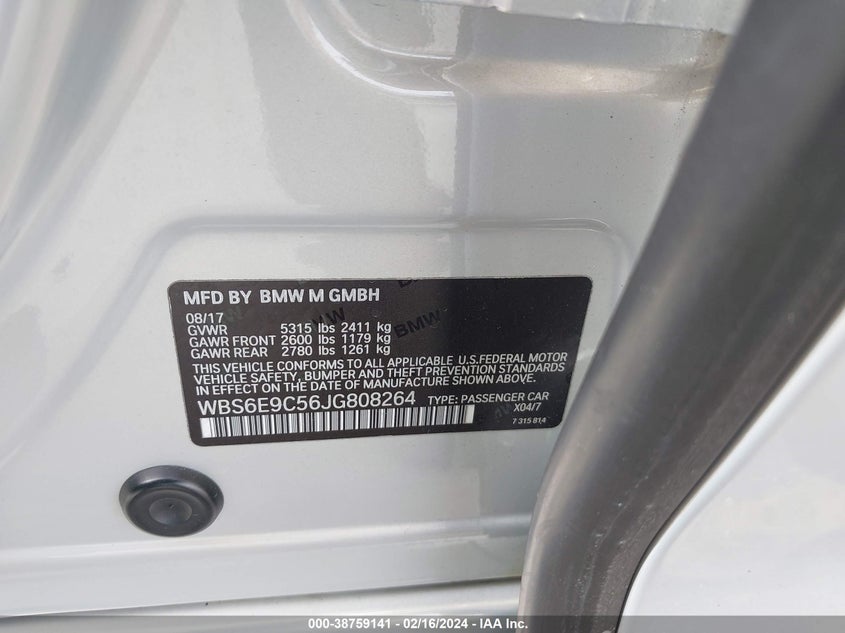 MFD BY BMW M GMBH
08/17
GVWR 5315 lbs 2411 kg
GAWR FRONT 2600 lbs 1179 kg
GAWR REAR 2780 lbs 1261 kg
THIS VEHICLE CONFORMS TO ALL APPLICABLE U.S.FEDERAL MOTOR
VEHICLE SAFETY, BUMPER AND THEFT PREVENTION STANDARDS
IN EFFECT ON THE DATE OF MANUFACTURE SHOWN ABOVE.
WBS6E9C56JG808264 TYPE: PASSENGER CAR
X04/7
7 315 814
BMW
BMW
000-38759141 - 02/16/2024 - IAA Inc.